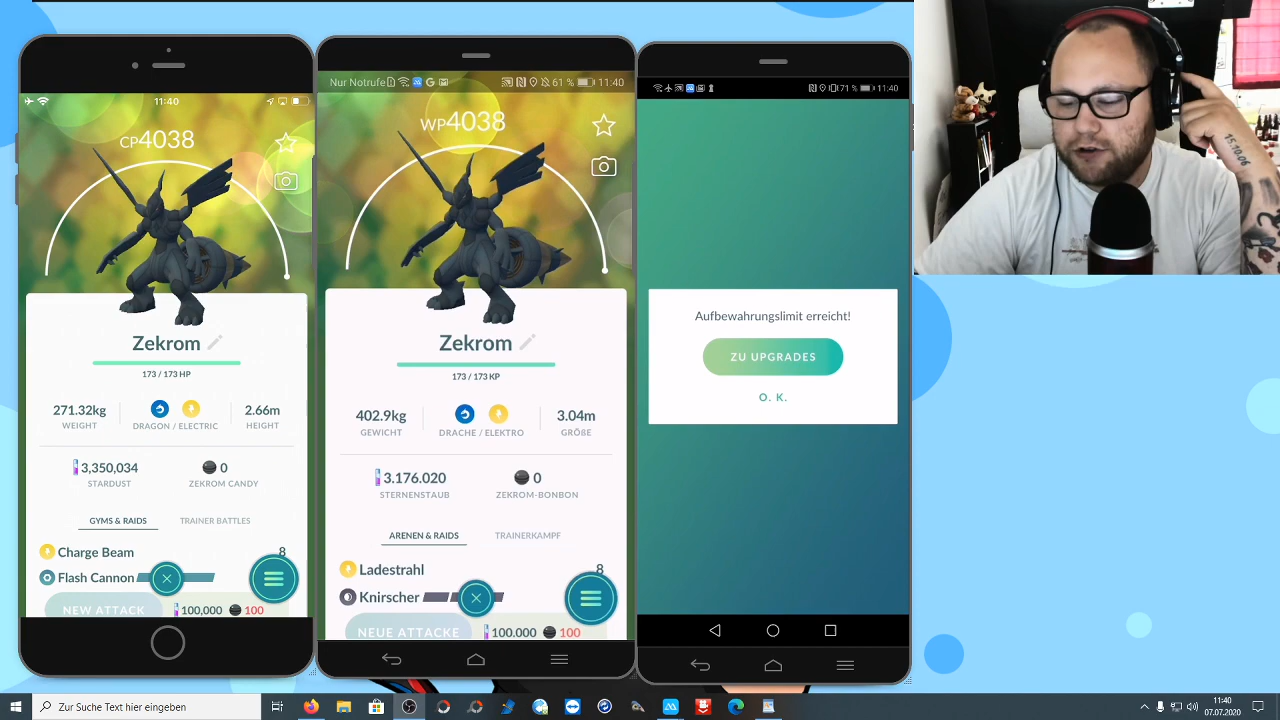 11:40
CP4038
Zekrom
173 / 173 HP
271.32kg
WEIGHT
DRAGON / ELECTRIC
2.66m
HEIGHT
3,350,034
STARDUST
0
ZEKROM CANDY
GYMS & RAIDS
TRAINER BATTLES
Charge Beam
8
Flash Cannon
NEW ATTACK
100,000
100
Nur Notrufe
61 %
11:40
WP4038
Zekrom
173 / 173 KP
402.9kg
GEWICHT
DRACHE / ELEKTRO
3.04m
GRÖßE
3.176.020
STERNENSTAUB
0
ZEKROM-BONBON
ARENEN & RAIDS
TRAINERKAMPF
Ladestrahl
8
Knirscher
NEUE ATTACKE
100.000
100
71 %
11:40
Aufbewahrungslimit erreicht!
ZU UPGRADES
O. K.
15.10.06
Zur Suche Text hier eingeben
11:40
07.07.2020